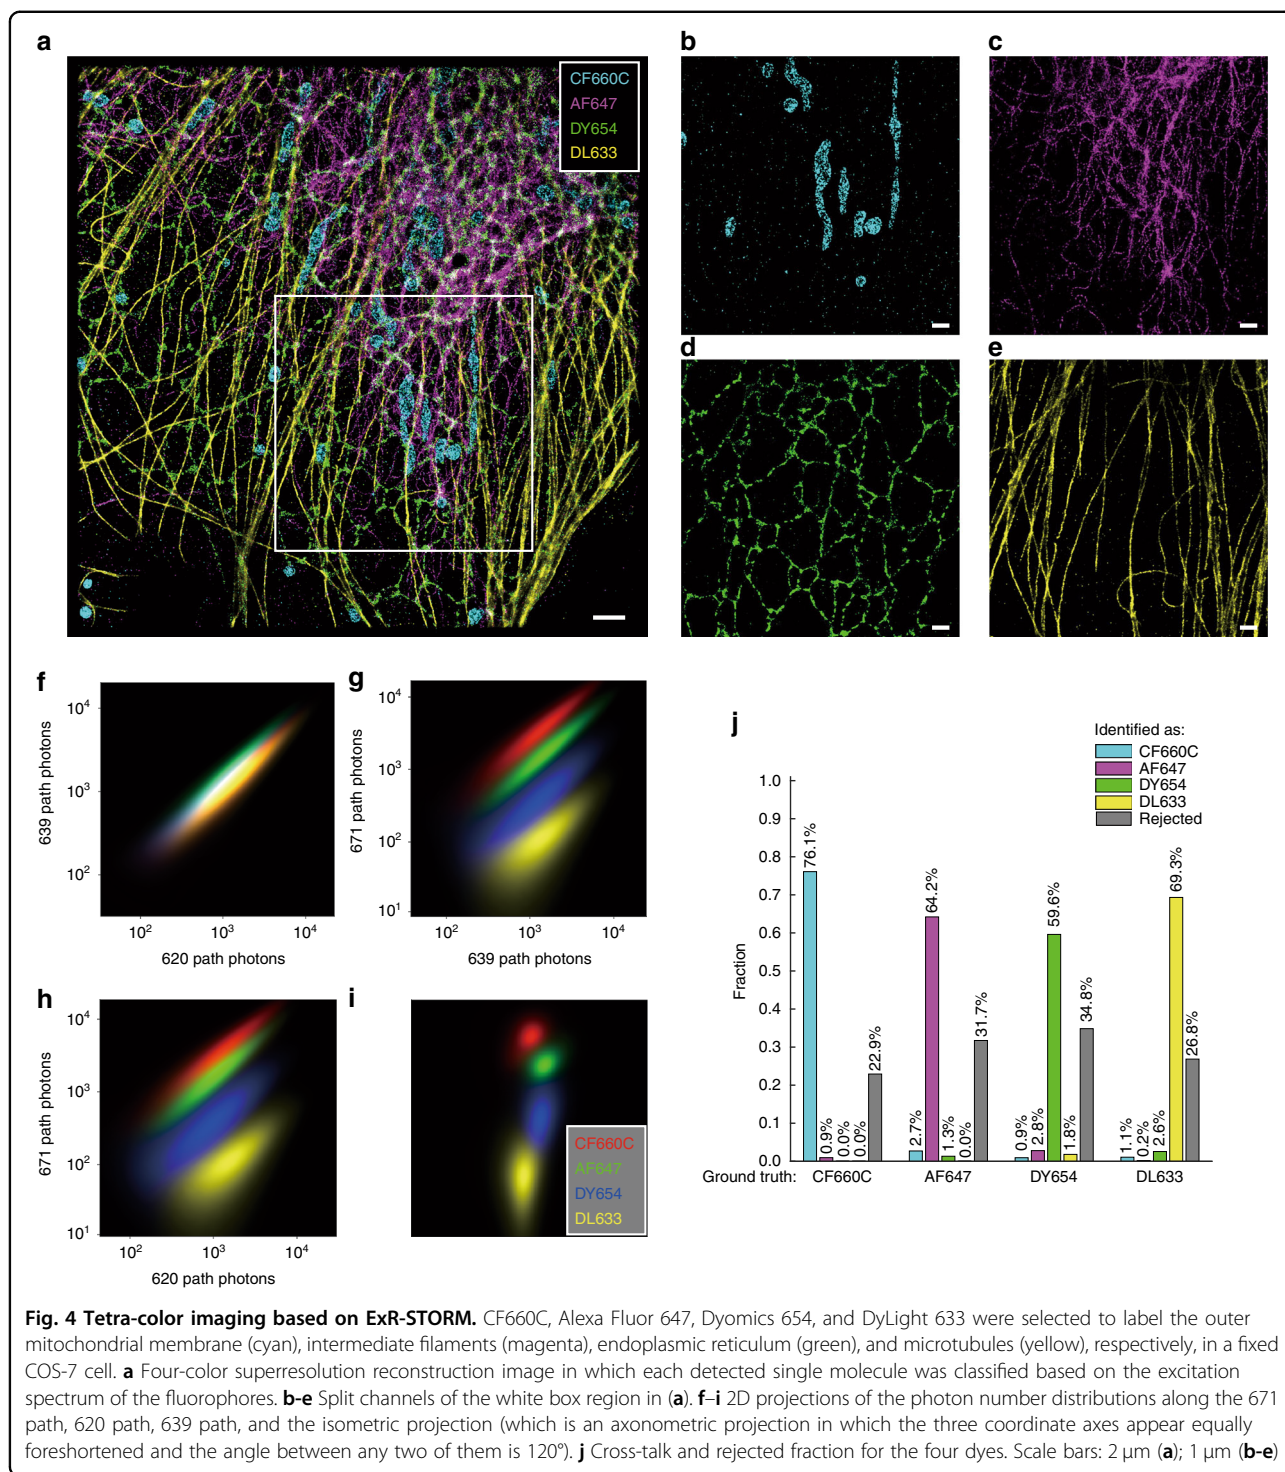 a
CF660C
AF647
DY654
DL633
b
c
d
e
f
639 path photons
10⁴
10³
10²
10²
10³
10⁴
620 path photons
g
671 path photons
10⁴
10³
10²
10¹
10²
10³
10⁴
639 path photons
h
671 path photons
10⁴
10³
10²
10¹
10²
10³
10⁴
620 path photons
i
CF660C
AF647
DY654
DL633
j
Identified as:
CF660C
AF647
DY654
DL633
Rejected
Fraction
1.0
0.9
0.8
0.7
0.6
0.5
0.4
0.3
0.2
0.1
0.0
76.1%
0.9%
0.0%
0.0%
22.9%
2.7%
64.2%
1.3%
0.0%
31.7%
0.9%
2.8%
59.6%
1.8%
34.8%
1.1%
0.2%
2.6%
69.3%
26.8%
Ground truth: CF660C AF647 DY654 DL633
Fig. 4 Tetra-color imaging based on ExR-STORM. CF660C, Alexa Fluor 647, Dyomics 654, and DyLight 633 were selected to label the outer
mitochondrial membrane (cyan), intermediate filaments (magenta), endoplasmic reticulum (green), and microtubules (yellow), respectively, in a fixed
COS-7 cell. a Four-color superresolution reconstruction image in which each detected single molecule was classified based on the excitation
spectrum of the fluorophores. b-e Split channels of the white box region in (a). f–i 2D projections of the photon number distributions along the 671
path, 620 path, 639 path, and the isometric projection (which is an axonometric projection in which the three coordinate axes appear equally
foreshortened and the angle between any two of them is 120°). j Cross-talk and rejected fraction for the four dyes. Scale bars: 2 μm (a); 1 μm (b-e)